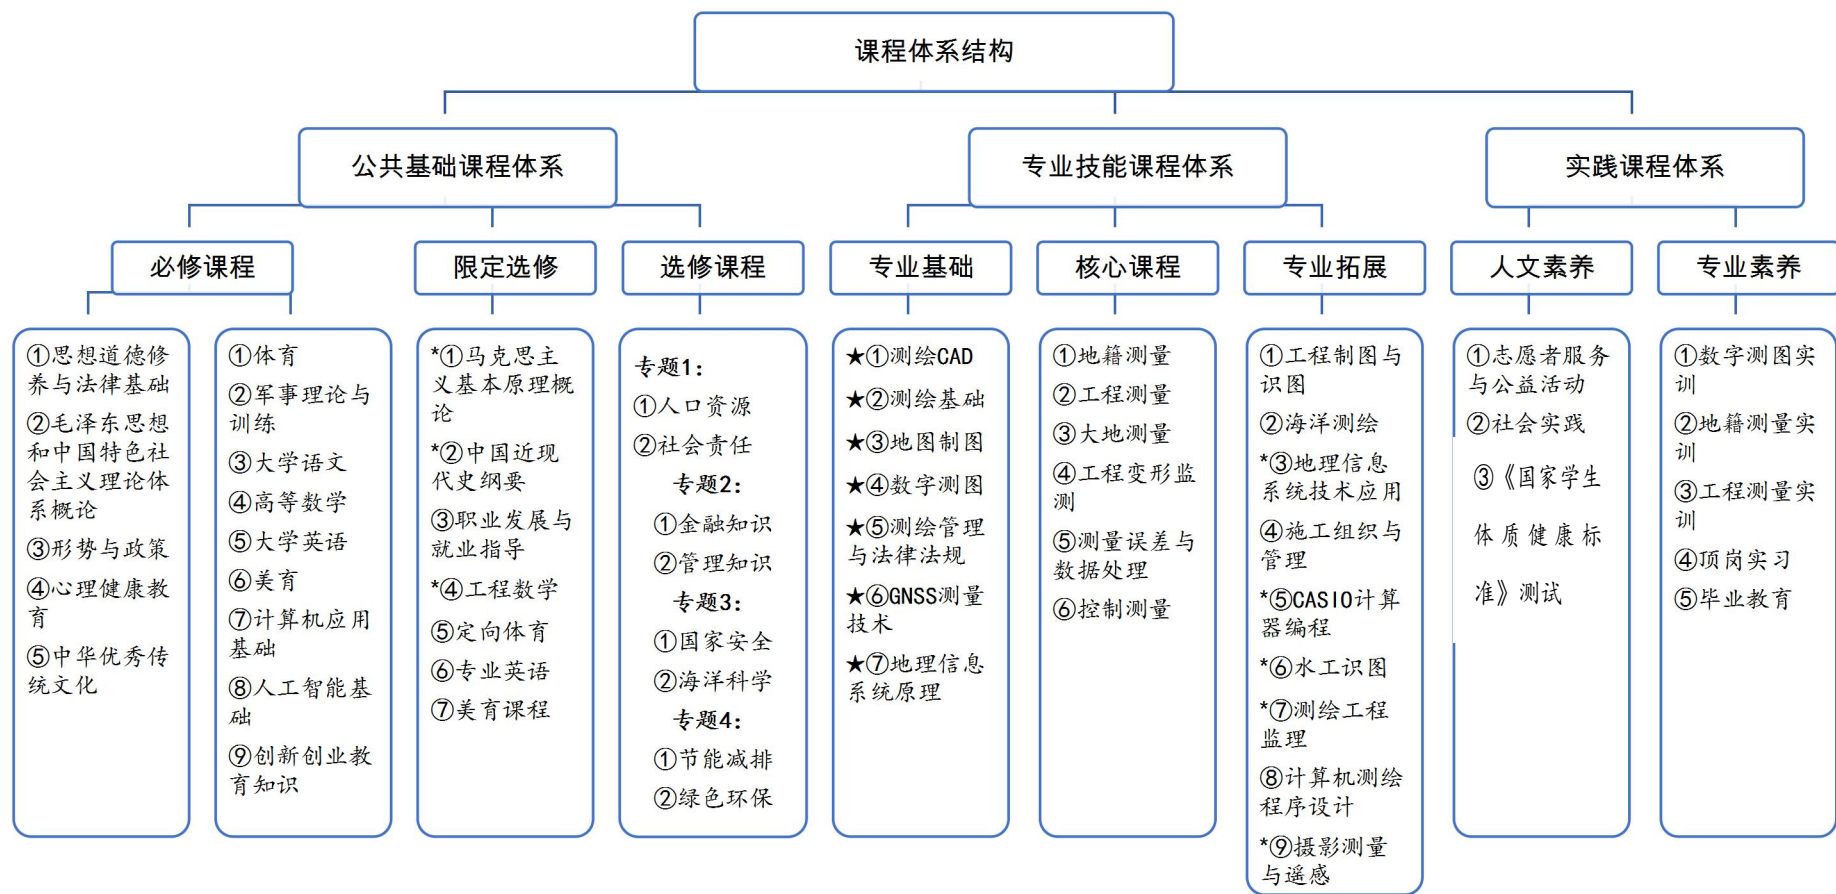 课程体系结构
公共基础课程体系
专业技能课程体系
实践课程体系
必修课程
限定选修
选修课程
专业基础
核心课程
专业拓展
人文素养
专业素养
①思想道德修
养与法律基础
②毛泽东思想
和中国特色社
会主义理论体
系概论
③形势与政策
④心理健康教
育
⑤中华优秀传
统文化
①体育
②军事理论与
训练
③大学语文
④高等数学
⑤大学英语
⑥美育
⑦计算机应用
基础
⑧人工智能基
础
⑨创新创业教
育知识
*①马克思主
义基本原理概
论
*②中国近现
代史纲要
③职业发展与
就业指导
*④工程数学
⑤定向体育
⑥专业英语
⑦美育课程
专题1：
①人口资源
②社会责任
专题2：
①金融知识
②管理知识
专题3：
①国家安全
②海洋科学
专题4：
①节能减排
②绿色环保
★①测绘CAD
★②测绘基础
★③地图制图
★④数字测图
★⑤测绘管理
与法律法规
★⑥GNSS测量
技术
★⑦地理信息
系统原理
①地籍测量
②工程测量
③大地测量
④工程变形监
测
⑤测量误差与
数据处理
⑥控制测量
①工程制图与
识图
②海洋测绘
*③地理信息
系统技术应用
④施工组织与
管理
*⑤CASIO计算
器编程
*⑥水工识图
*⑦测绘工程
监理
⑧计算机测绘
程序设计
*⑨摄影测量
与遥感
①志愿者服务
与公益活动
②社会实践
③《国家学生
体质健康标
准》测试
①数字测图实
训
②地籍测量实
训
③工程测量实
训
④顶岗实习
⑤毕业教育